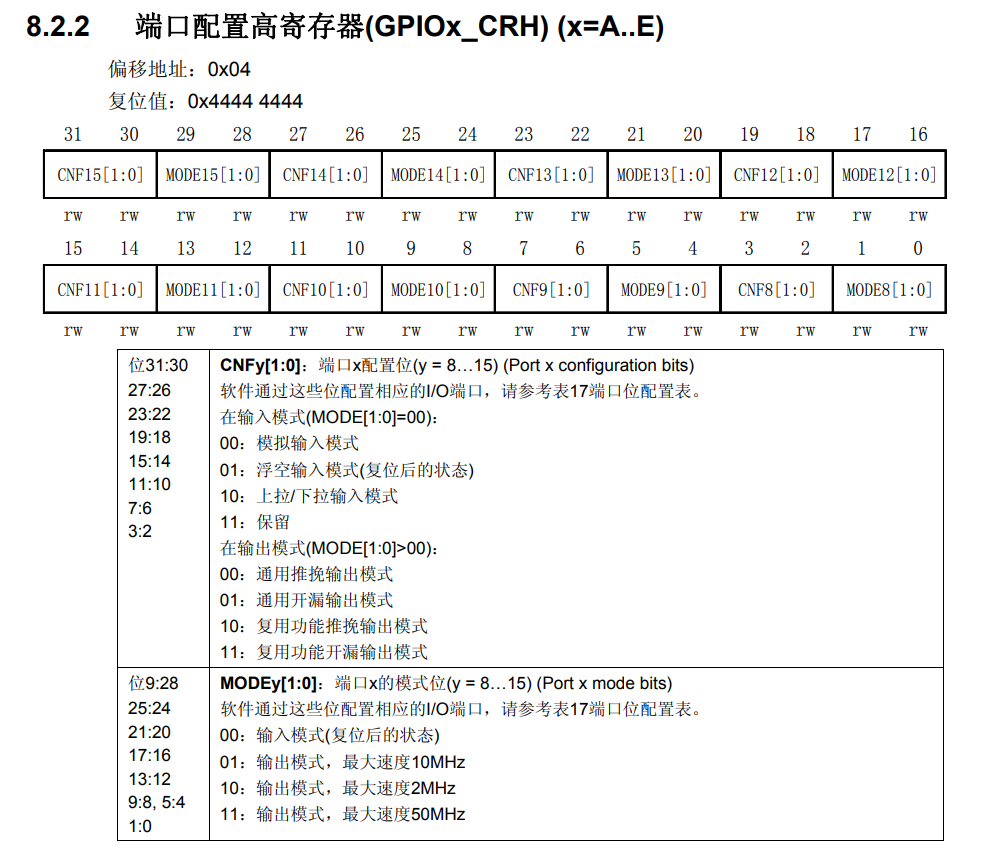 8.2.2 端口配置高寄存器(GPIOx_CRH) (x=A..E)
偏移地址：0x04
复位值：0x4444 4444
31 30 29 28 27 26 25 24 23 22 21 20 19 18 17 16
CNF15[1:0] MODE15[1:0] CNF14[1:0] MODE14[1:0] CNF13[1:0] MODE13[1:0] CNF12[1:0] MODE12[1:0]
rw rw rw rw rw rw rw rw rw rw rw rw rw rw rw rw
15 14 13 12 11 10 9 8 7 6 5 4 3 2 1 0
CNF11[1:0] MODE11[1:0] CNF10[1:0] MODE10[1:0] CNF9[1:0] MODE9[1:0] CNF8[1:0] MODE8[1:0]
rw rw rw rw rw rw rw rw rw rw rw rw rw rw rw rw
位31:30
27:26
23:22
19:18
15:14
11:10
7:6
3:2
CNFy[1:0]：端口x配置位(y = 8…15) (Port x configuration bits)
软件通过这些位配置相应的I/O端口，请参考表17端口位配置表。
在输入模式(MODE[1:0]=00)：
00：模拟输入模式
01：浮空输入模式(复位后的状态)
10：上拉/下拉输入模式
11：保留
在输出模式(MODE[1:0]>00)：
00：通用推挽输出模式
01：通用开漏输出模式
10：复用功能推挽输出模式
11：复用功能开漏输出模式
位9:28
25:24
21:20
17:16
13:12
9:8, 5:4
1:0
MODEy[1:0]：端口x的模式位(y = 8…15) (Port x mode bits)
软件通过这些位配置相应的I/O端口，请参考表17端口位配置表。
00：输入模式(复位后的状态)
01：输出模式，最大速度10MHz
10：输出模式，最大速度2MHz
11：输出模式，最大速度50MHz